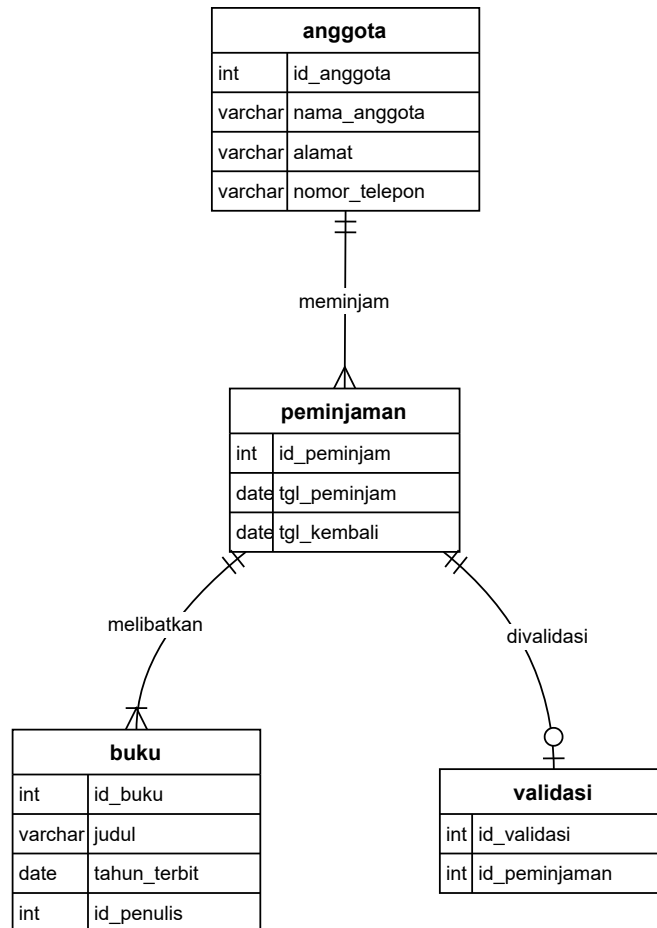 anggota
int id_anggota
varchar nama_anggota
varchar alamat
varchar nomor_telepon
meminjam
peminjaman
int id_peminjam
date tgl_peminjam
date tgl_kembali
melibatkan
divalidasi
buku
int id_buku
varchar judul
date tahun_terbit
int id_penulis
validasi
int id_validasi
int id_peminjaman